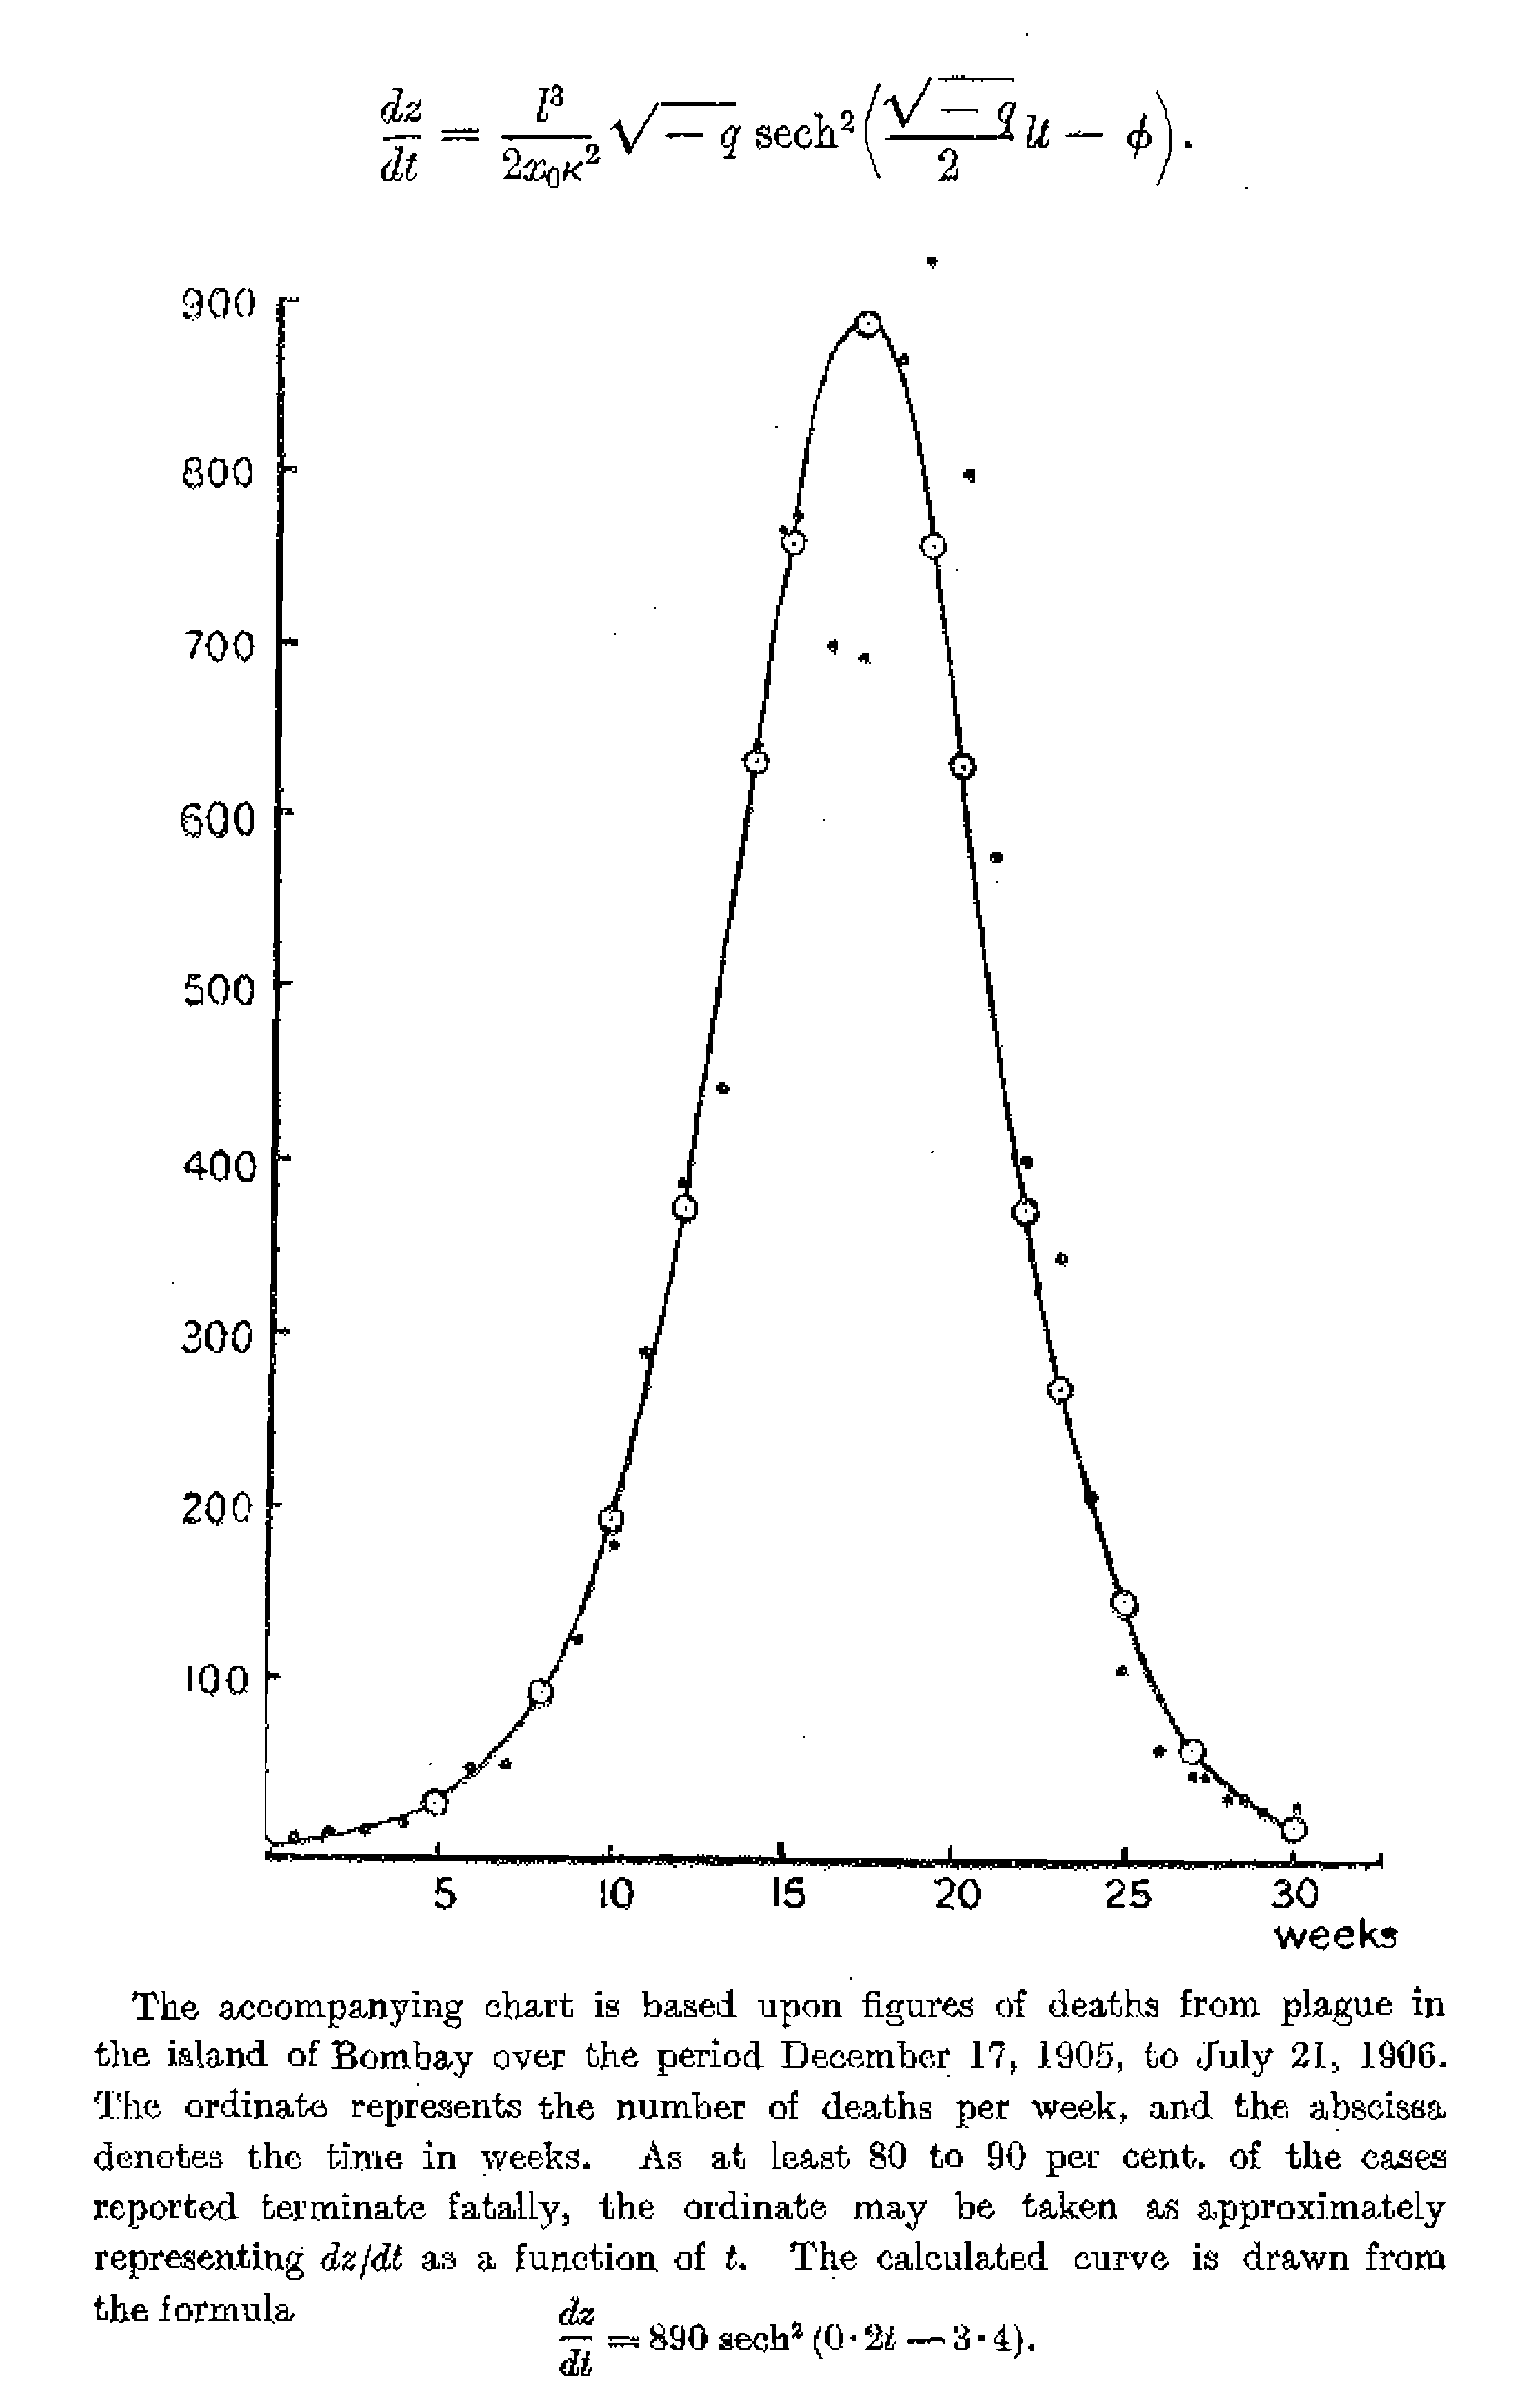 dz/dt = l³/2x₀κ² √−q sech²(√−q/2 lt − ϕ).
900
800
700
600
500
400
300
200
100
5 10 15 20 25 30
weeks
The accompanying chart is based upon figures of deaths from plague in
the island of Bombay over the period December 17, 1905, to July 21, 1906.
The ordinate represents the number of deaths per week, and the abscissa
denotes the time in weeks. As at least 80 to 90 per cent. of the cases
reported terminate fatally, the ordinate may be taken as approximately
representing dz/dt as a function of t. The calculated curve is drawn from
the formula
dz/dt = 890 sech² (0·2t — 3·4).